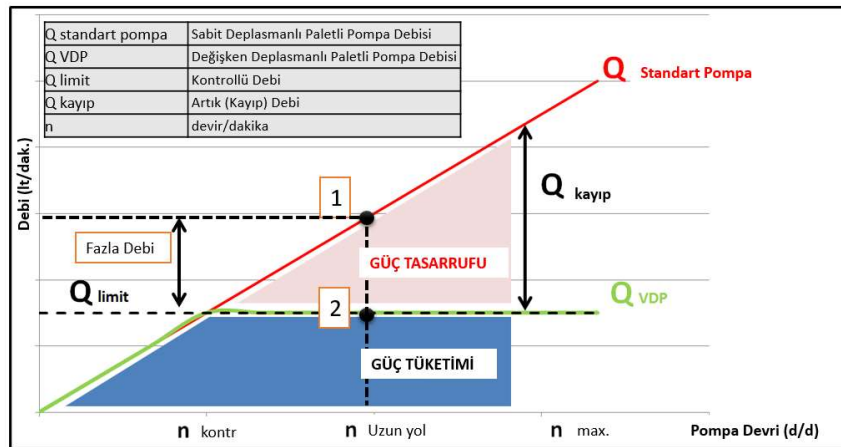 Q standart pompa Sabit Deplasmanlı Paletli Pompa Debisi
Q VDP Değişken Deplasmanlı Paletli Pompa Debisi
Q limit Kontrollü Debi
Q kayıp Artık (Kayıp) Debi
n devir/dakika
Q Standart Pompa
Debi (lt/dak.)
1
Q kayıp
Fazla Debi
GÜÇ TASARRUFU
Q limit
2
Q VDP
GÜÇ TÜKETİMİ
n kontr
n Uzun yol
n max.
Pompa Devri (d/d)